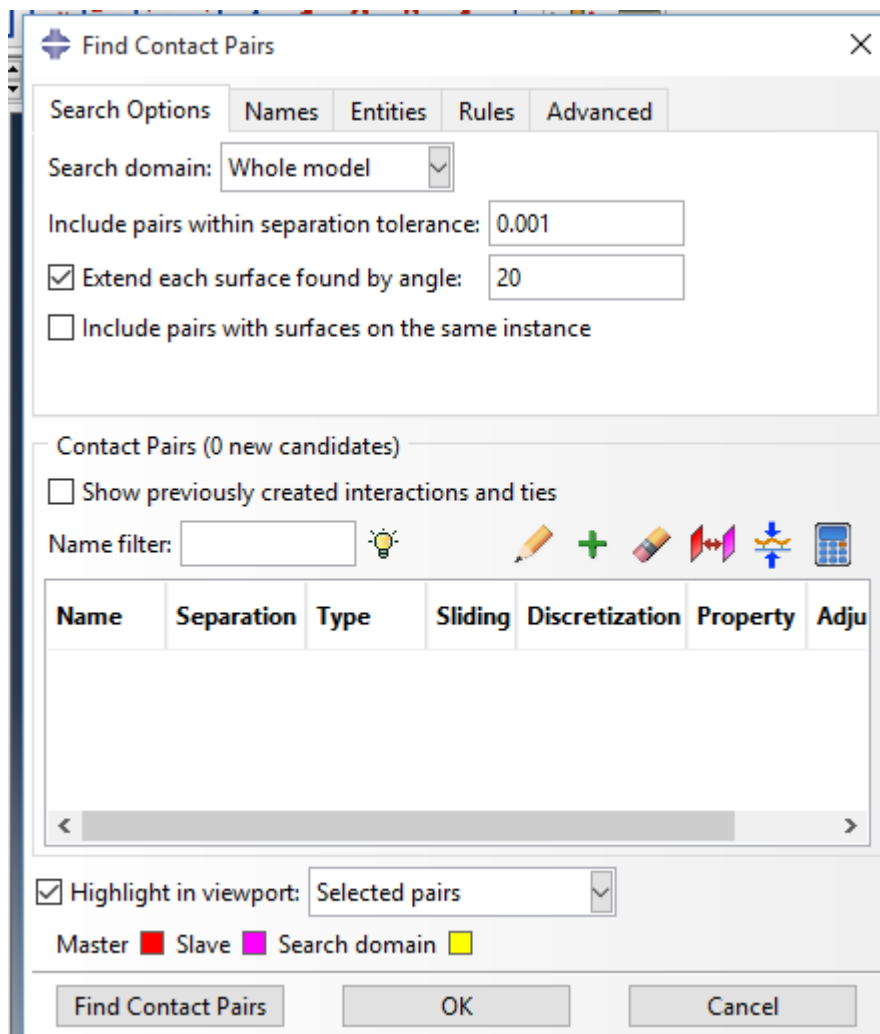 Find Contact Pairs
Search Options Names Entities Rules Advanced
Search domain: Whole model
Include pairs within separation tolerance: 0.001
Extend each surface found by angle: 20
Include pairs with surfaces on the same instance
Contact Pairs (0 new candidates)
Show previously created interactions and ties
Name filter:
Name Separation Type Sliding Discretization Property Adju
Highlight in viewport: Selected pairs
Master Slave Search domain
Find Contact Pairs OK Cancel